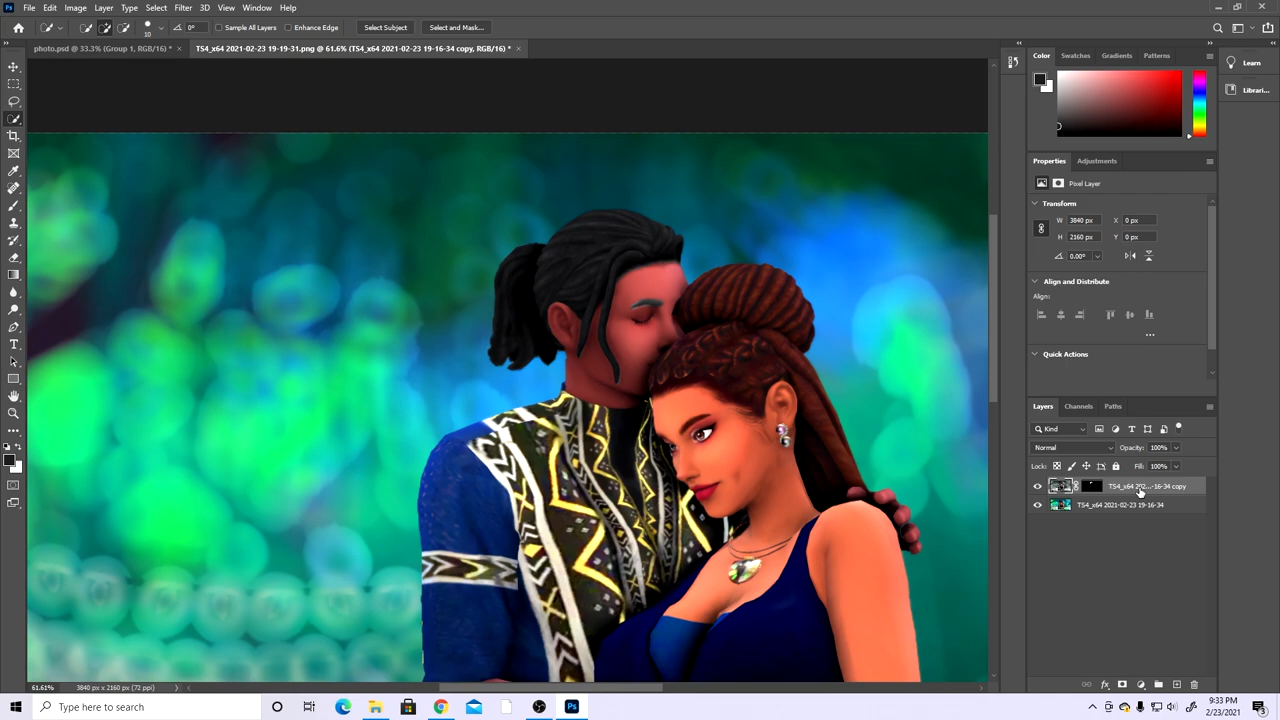 File Edit Image Layer Type Select Filter 3D View Window Help
10 0° Sample All Layers Enhance Edge Select Subject Select and Mask...
photo.psd @ 33.3% (Group 1, RGB/16) * × TS4_x64 2021-02-23 19-19-31.png @ 61.6% (TS4_x64 2021-02-23 19-16-34 copy, RGB/16) * ×
Color Swatches Gradients Patterns
Learn
Librari...
Properties Adjustments
Pixel Layer
Transform
W 3840 px X 0 px
H 2160 px Y 0 px
0.00°
Align and Distribute
Align:
Quick Actions
Layers Channels Paths
Kind
Normal Opacity: 100%
Lock: Fill: 100%
TS4_x64 202...-16-34 copy
TS4_x64 2021-02-23 19-16-34
61.61% 3840 px x 2160 px (72 ppi)
Type here to search
9:33 PM
2/23/2021